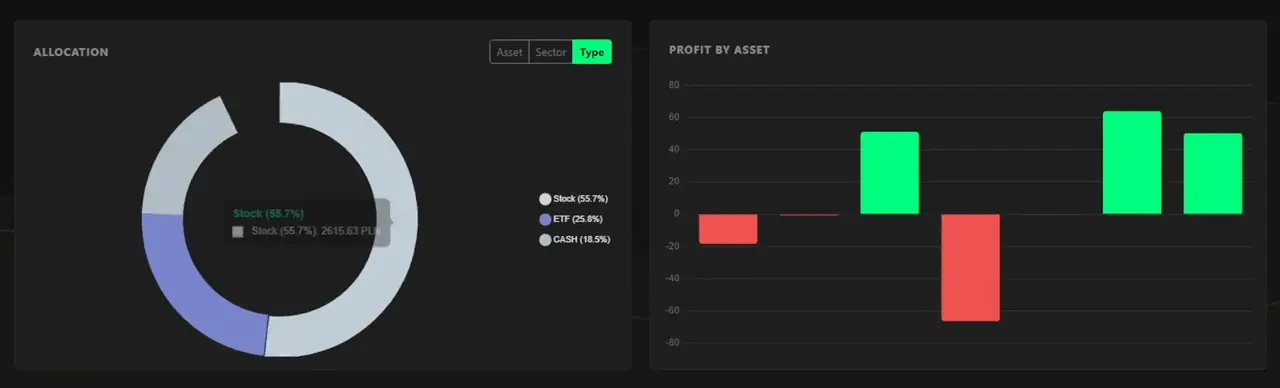 ALLOCATION
Asset Sector Type
Stock (55.7%)
Stock (55.7%): 2615.63 PLN
Stock (55.7%)
ETF (25.8%)
CASH (18.5%)
PROFIT BY ASSET
80
60
40
20
0
-20
-40
-60
-80